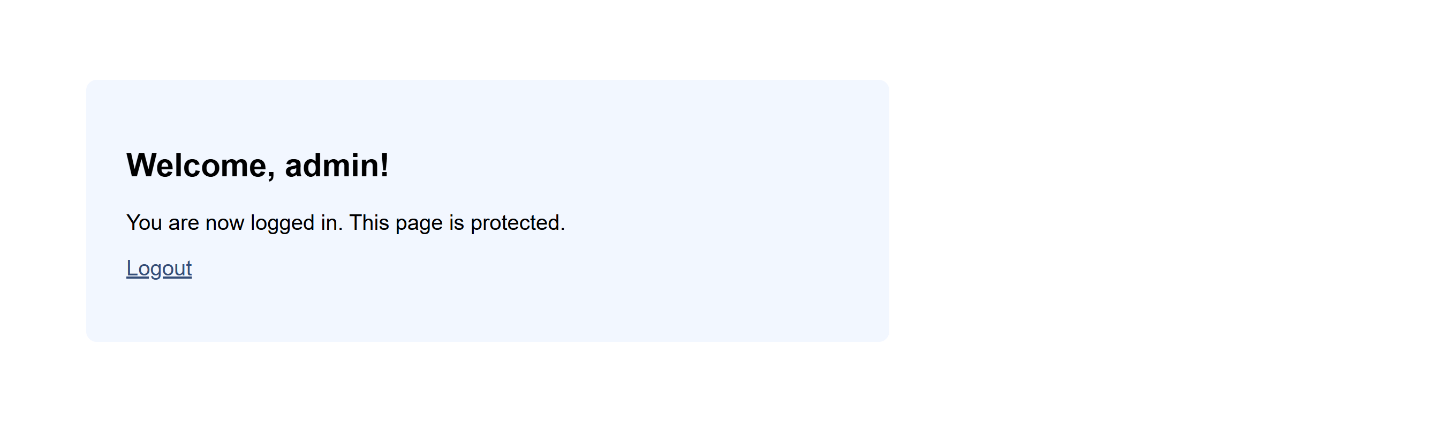 Welcome, admin!
You are now logged in. This page is protected.
Logout